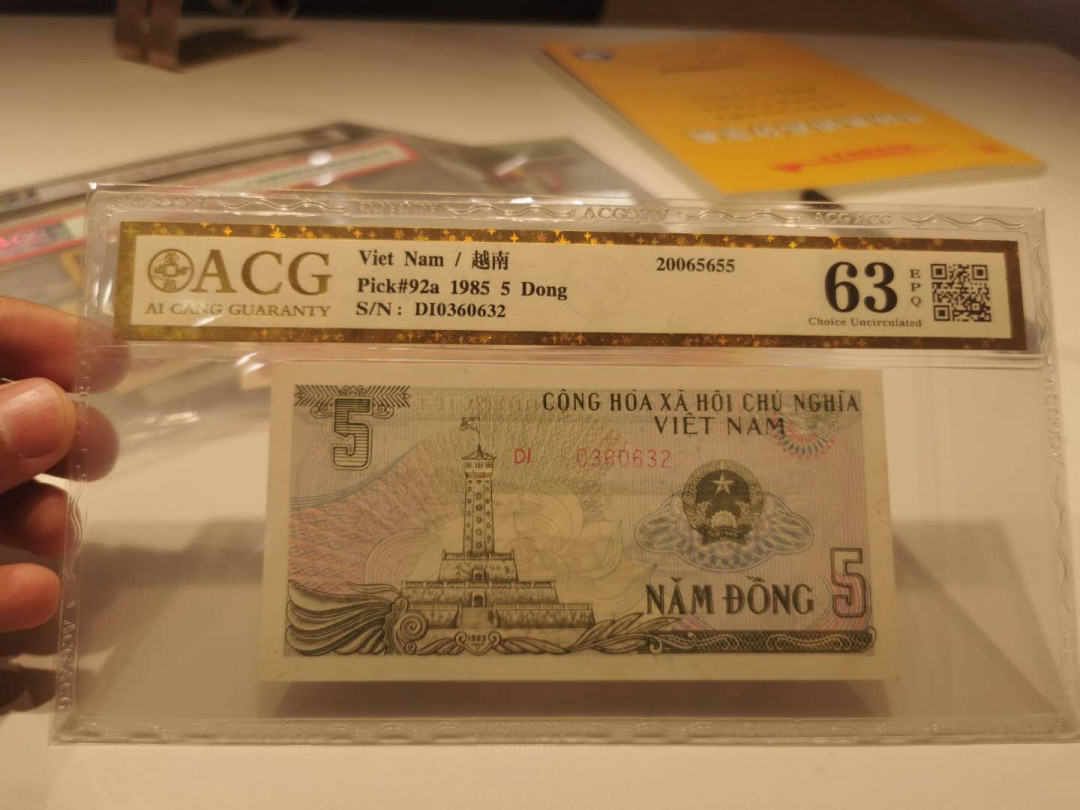 ACG
AI CANG GUARANTY
Viet Nam / 越南
Pick#92a 1985 5 Dong
S/N: DI0360632
20065655
63
EPQ
Choice Uncirculated
5
CỘNG HÒA XÃ HỘI CHỦ NGHĨA
VIỆT NAM
DI 0360632
NĂM ĐỒNG
5
1985